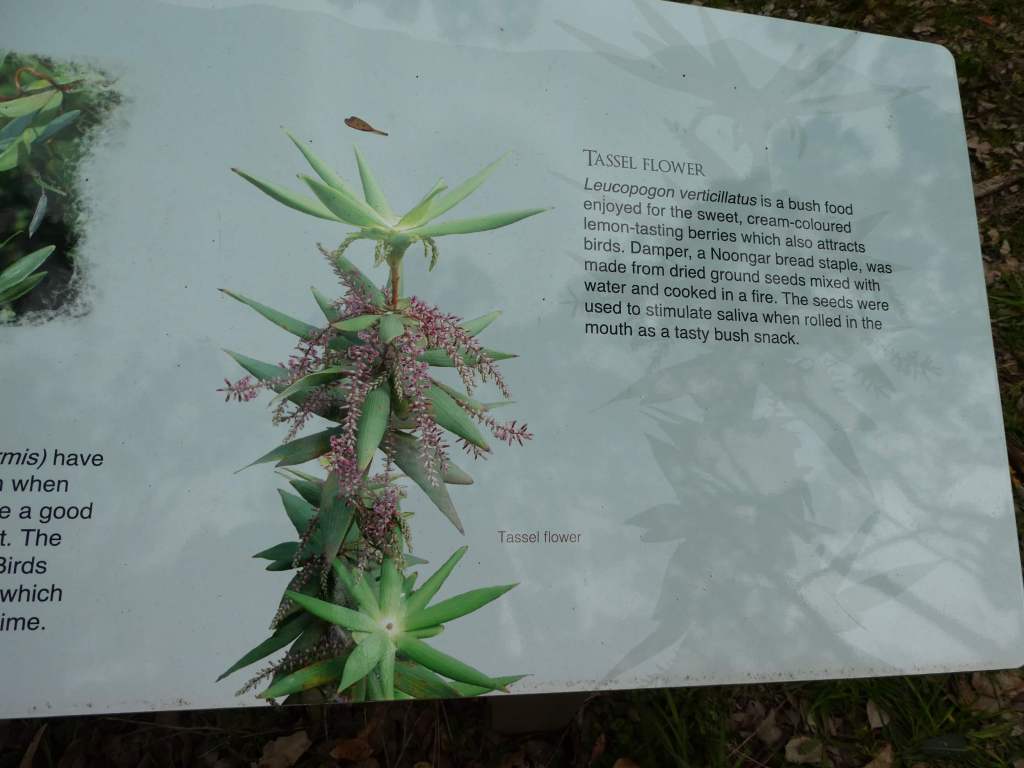 TASSEL FLOWER
Leucopogon verticillatus is a bush food
enjoyed for the sweet, cream-coloured
lemon-tasting berries which also attracts
birds. Damper, a Noongar bread staple, was
made from dried ground seeds mixed with
water and cooked in a fire. The seeds were
used to stimulate saliva when rolled in the
mouth as a tasty bush snack.
rmis) have
when
a good
t. The
Birds
which
ime.
Tassel flower